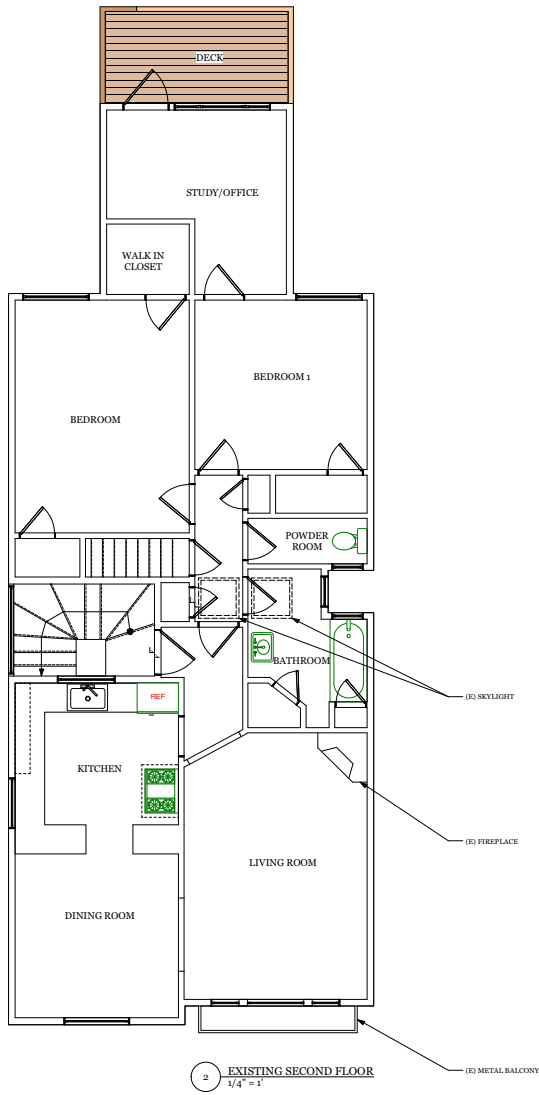 DECK
STUDY/OFFICE
WALK IN
CLOSET
BEDROOM 1
BEDROOM
POWDER
ROOM
BATHROOM
(E) SKYLIGHT
REF
KITCHEN
(E) FIREPLACE
LIVING ROOM
DINING ROOM
(E) METAL BALCONY
2 EXISTING SECOND FLOOR
1/4" = 1'